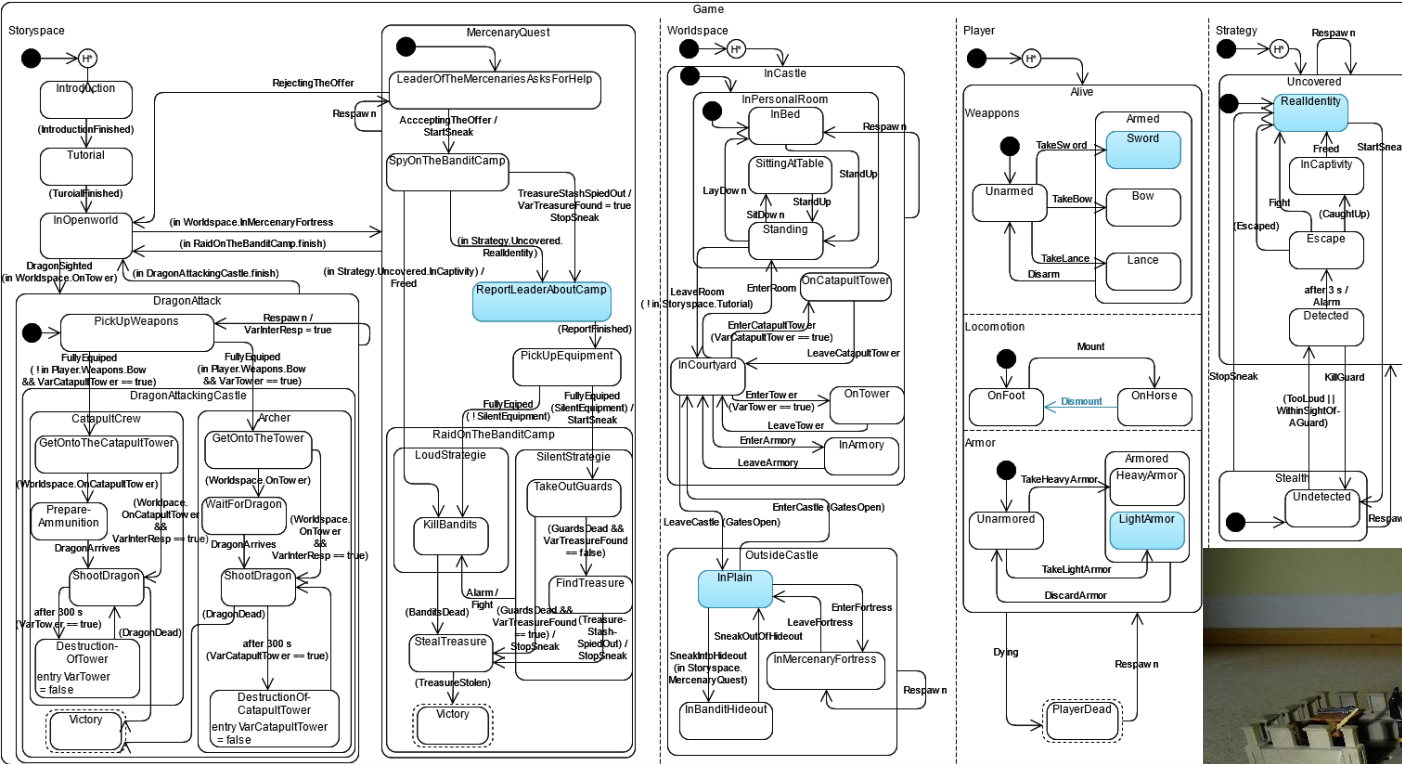 Game
Storyspace
H*
Introduction
(IntroductionFinished)
Tutorial
(TurorialFinished)
InOpenworld
RejectingTheOffer
(in Worldspace.InMercenaryFortress
(in RaidOnTheBanditCamp.finish)
DragonSighted
(in Worldspace.OnTower)
(in DragonAttackingCastle.finish)
DragonAttack
PickUpWeapons
Respawn /
VarInterResp = true
FullyEquiped
( ! in Player.Weapons.Bow
&& VarCatapultTower == true)
FullyEquiped
(in Player.Weapons.Bow
&& VarTower == true)
DragonAttackingCastle
CatapultCrew
GetOntoTheCatapultTower
(Worldspace.OnCatapultTower)
Prepare-
Ammunition
(Worldpace.
OnCatapultTower
&&
VarInterResp == true)
DragonArrives
ShootDragon
after 300 s
(VarTower == true)
(DragonDead)
Destruction-
OfTower
entry VarTower
= false
Victory
Archer
GetOntoTheTower
(Worldspace.OnTower)
WaitForDragon
(Worldspace.
OnTower
&&
VarInterResp == true)
DragonArrives
ShootDragon
(DragonDead)
after 300 s
(VarCatapultTower == true)
DestructionOf-
CatapultTower
entry VarCatapultTower
= false
MercenaryQuest
LeaderOfTheMercenariesAsksForHelp
Respawn
AccceptingTheOffer /
StartSneak
SpyOnTheBanditCamp
TreasureStashSpiedOut /
VarTreasureFound = true
StopSneak
(in Strategy.Uncovered.
RealIdentity)
(in Strategy.Uncovered.InCaptivity) /
Freed
ReportLeaderAboutCamp
(ReportFinished)
PickUpEquipment
FullyEqiped
( ! SilentEquipment)
FullyEquiped
(SilentEquipment) /
StartSneak
RaidOnTheBanditCamp
LoudStrategie
KillBandits
SilentStrategie
TakeOutGuards
(GuardsDead &&
VarTreasureFound
== false)
FindTreasure
Alarm /
Fight
(BanditsDead)
(GuardsDead &&
VarTreasureFound
== true) /
StopSneak
(Treasure-
Stash-
SpiedOut) /
StopSneak
StealTreasure
(TreasureStolen)
Victory
Worldspace
H*
InCastle
InPersonalRoom
InBed
Respawn
SittingAtTable
StandUp
LayDown
SitDown
StandUp
Standing
LeaveRoom
( ! in.Storyspace.Tutorial)
EnterRoom
OnCatapultTower
EnterCatapultTower
(VarCatapultTower == true)
LeaveCatapultTower
InCourtyard
EnterTower
(VarTower == true)
OnTower
LeaveTower
EnterArmory
InArmory
LeaveArmory
EnterCastle (GatesOpen)
LeaveCastle (GatesOpen)
OutsideCastle
InPlain
EnterFortress
LeaveFortress
SneakOutOfHideout
SneakIntoHideout
(in Storyspace.
MercenaryQuest)
InMercenaryFortress
Respawn
InBanditHideout
Player
H*
Alive
Weappons
Armed
TakeSword
Sword
Unarmed
TakeBow
Bow
TakeLance
Lance
Disarm
Locomotion
Mount
OnFoot
Dismount
OnHorse
Armor
Armored
TakeHeavyArmor
HeavyArmor
Unarmored
LightArmor
TakeLightArmor
DiscardArmor
Dying
Respawn
PlayerDead
Strategy
H*
Respawn
Uncovered
RealIdentity
Freed
StartSneak
InCaptivity
Fight
(CaughtUp)
(Escaped)
Escape
after 3 s /
Alarm
Detected
StopSneak
KillGuard
(TooLoud ||
WithinSightOf-
AGuard)
Stealth
Undetected
Respawn